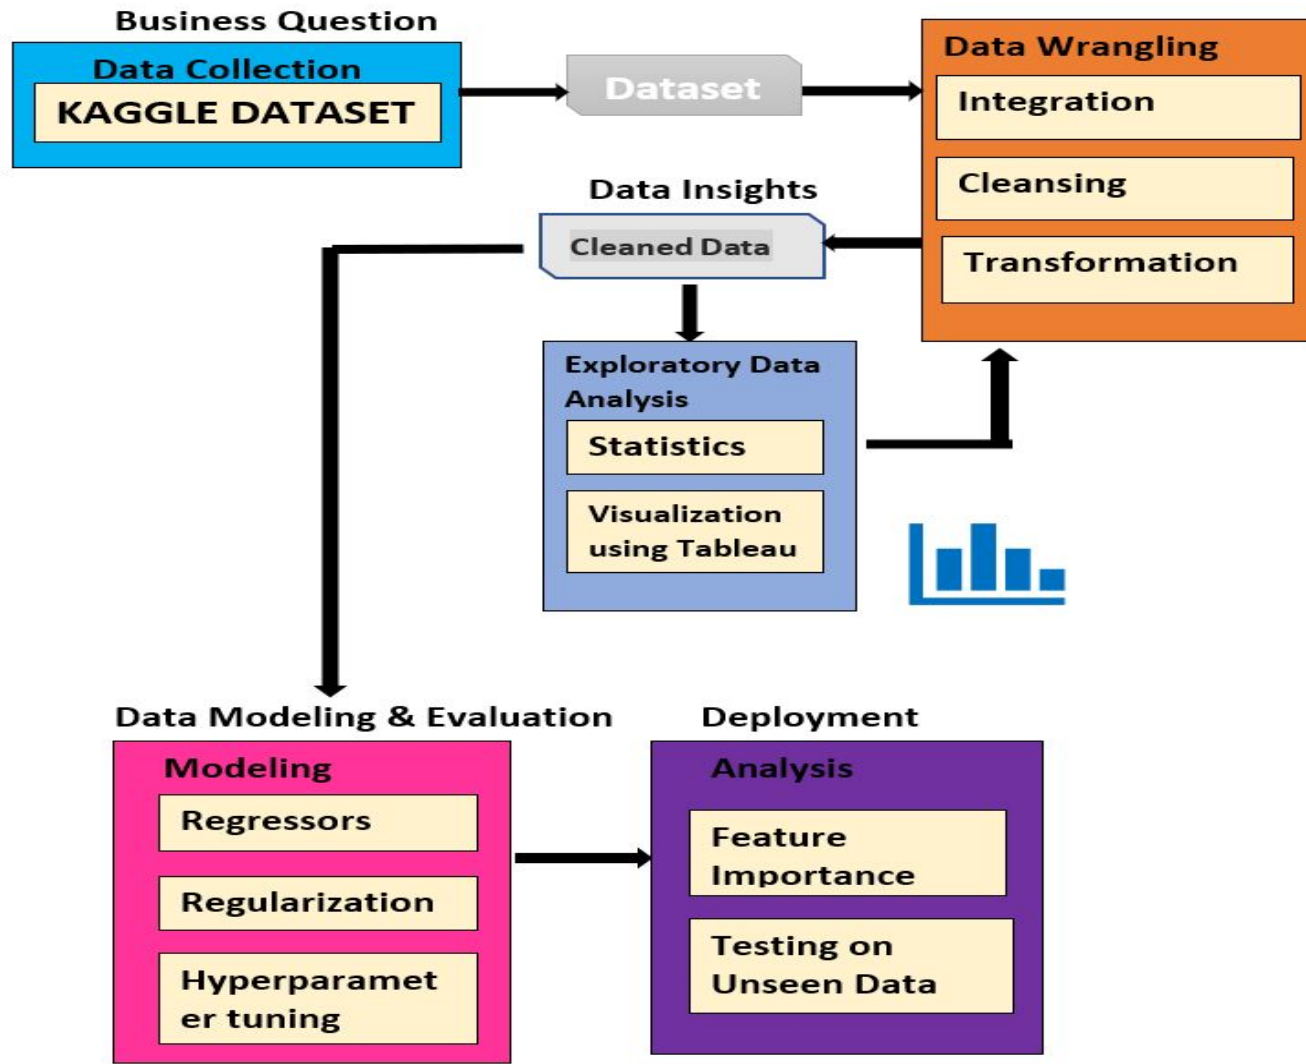 Business Question
Data Collection
KAGGLE DATASET
Dataset
Data Wrangling
Integration
Cleansing
Transformation
Data Insights
Cleaned Data
Exploratory Data
Analysis
Statistics
Visualization
using Tableau
Data Modeling & Evaluation
Modeling
Regressors
Regularization
Hyperparamet
er tuning
Deployment
Analysis
Feature
Importance
Testing on
Unseen Data